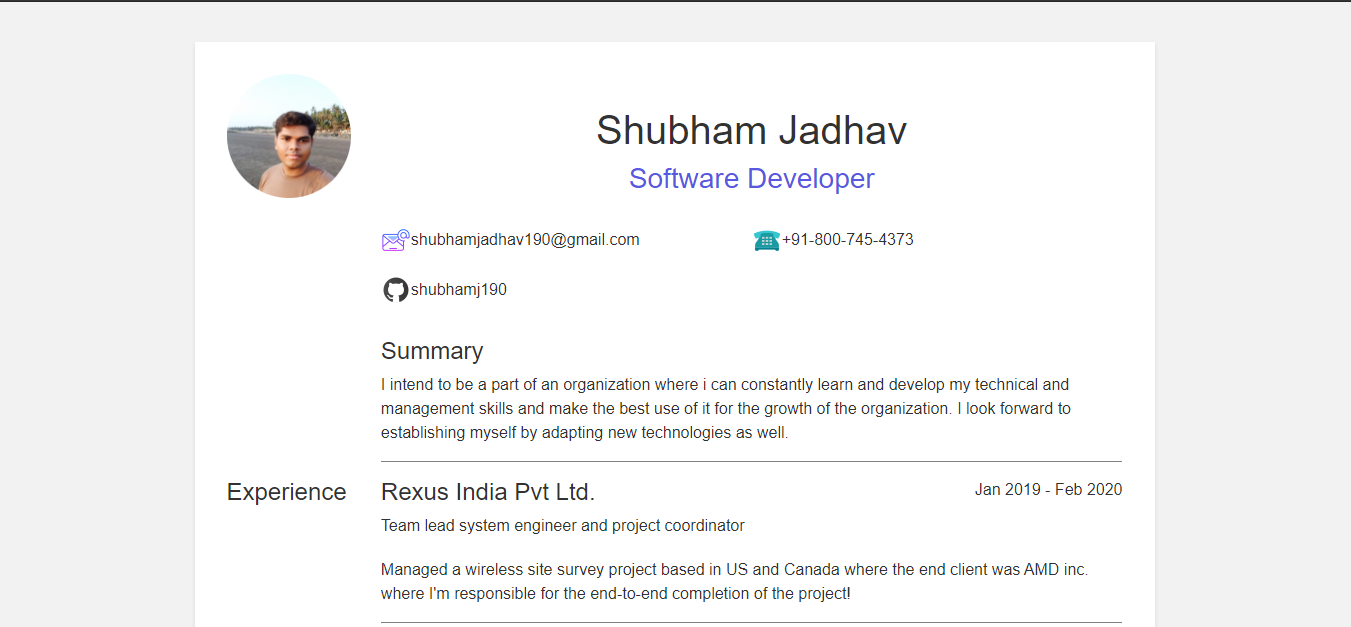 Shubham Jadhav
Software Developer
shubhamjadhav190@gmail.com
+91-800-745-4373
shubhamj190
Summary
I intend to be a part of an organization where i can constantly learn and develop my technical and
management skills and make the best use of it for the growth of the organization. I look forward to
establishing myself by adapting new technologies as well.
Experience
Rexus India Pvt Ltd.
Jan 2019 - Feb 2020
Team lead system engineer and project coordinator
Managed a wireless site survey project based in US and Canada where the end client was AMD inc.
where I'm responsible for the end-to-end completion of the project!